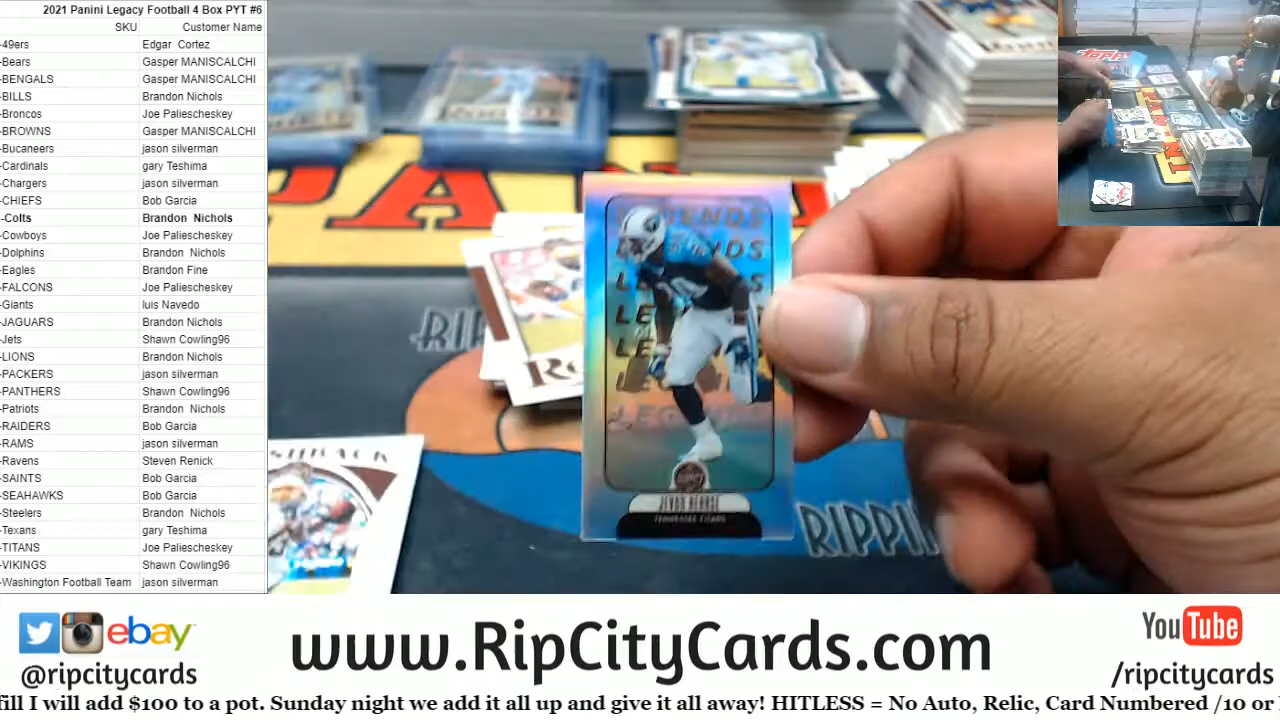 2021 Panini Legacy Football 4 Box PYT #6
SKU Customer Name
-49ers Edgar Cortez
-Bears Gasper MANISCALCHI
-BENGALS Gasper MANISCALCHI
-BILLS Brandon Nichols
-Broncos Joe Paliescheskey
-BROWNS Gasper MANISCALCHI
-Bucaneers jason silverman
-Cardinals gary Teshima
-Chargers jason silverman
-CHIEFS Bob Garcia
-Colts Brandon Nichols
-Cowboys Joe Paliescheskey
-Dolphins Brandon Nichols
-Eagles Brandon Fine
-FALCONS Joe Paliescheskey
-Giants luis Navedo
-JAGUARS Brandon Nichols
-Jets Shawn Cowling96
-LIONS Brandon Nichols
-PACKERS jason silverman
-PANTHERS Shawn Cowling96
-Patriots Brandon Nichols
-RAIDERS Bob Garcia
-RAMS jason silverman
-Ravens Steven Renick
-SAINTS Bob Garcia
-SEAHAWKS Bob Garcia
-Steelers Brandon Nichols
-Texans gary Teshima
-TITANS Joe Paliescheskey
-VIKINGS Shawn Cowling96
-Washington Football Team jason silverman
TENNESSEE TITANS
RIP
RIPPI
ebay
@ripcitycards
www.RipCityCards.com
YouTube
/ripcitycards
fill I will add $100 to a pot. Sunday night we add it all up and give it all away! HITLESS = No Auto, Relic, Card Numbered /10 or